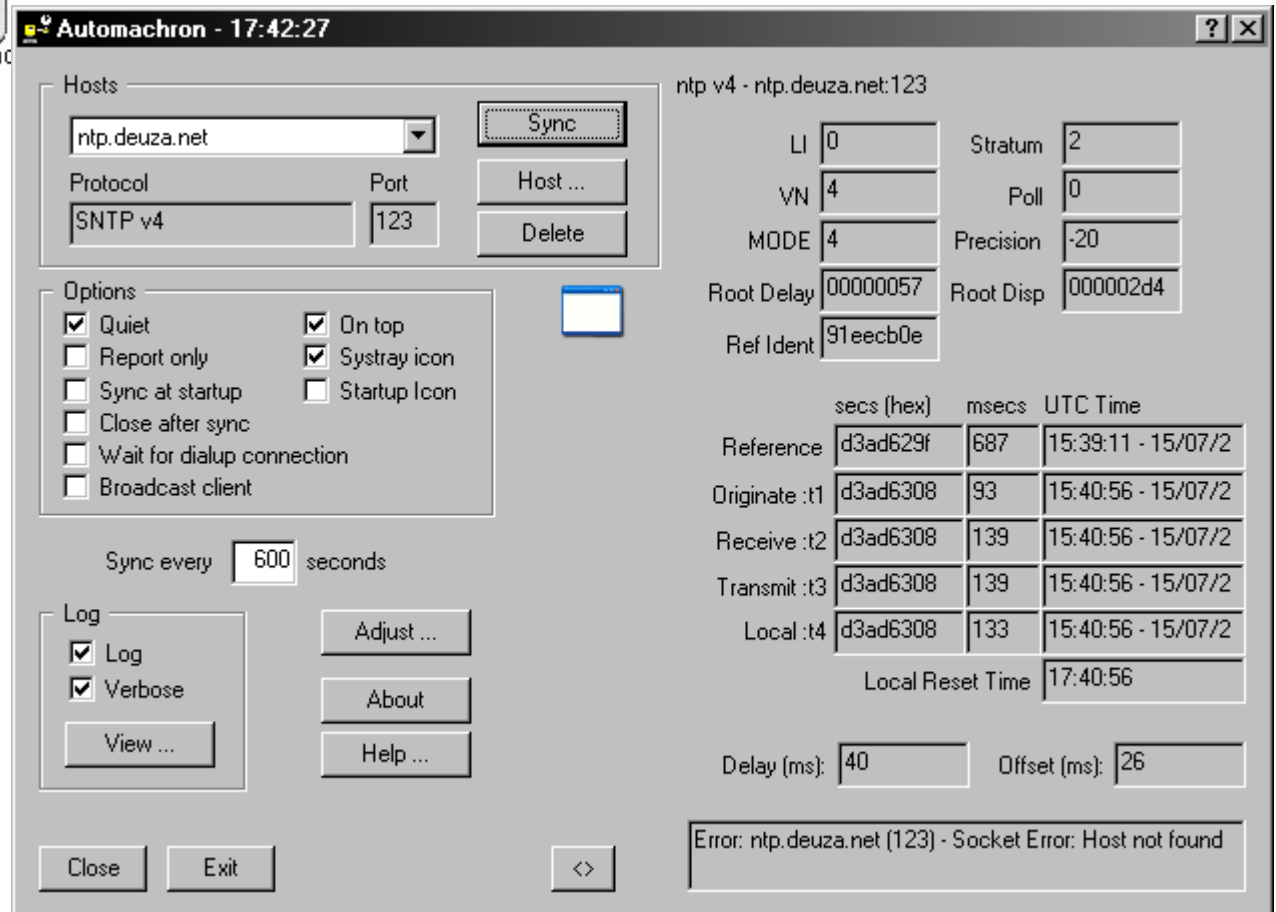 Automachron - 17:42:27
Hosts
ntp.deuza.net
Sync
Protocol Port
Host ...
SNTP v4 123
Delete
Options
Quiet On top
Report only Systray icon
Sync at startup Startup Icon
Close after sync
Wait for dialup connection
Broadcast client
Sync every 600 seconds
Log
Log
Verbose
View ...
Adjust ...
About
Help ...
Close Exit <>
ntp v4 - ntp.deuza.net:123
LI 0 Stratum 2
VN 4 Poll 0
MODE 4 Precision -20
Root Delay 00000057 Root Disp 000002d4
Ref Ident 91eecb0e
secs (hex) msecs UTC Time
Reference d3ad629f 687 15:39:11 - 15/07/2
Originate :t1 d3ad6308 93 15:40:56 - 15/07/2
Receive :t2 d3ad6308 139 15:40:56 - 15/07/2
Transmit :t3 d3ad6308 139 15:40:56 - 15/07/2
Local :t4 d3ad6308 133 15:40:56 - 15/07/2
Local Reset Time 17:40:56
Delay (ms): 40 Offset (ms): 26
Error: ntp.deuza.net (123) - Socket Error: Host not found